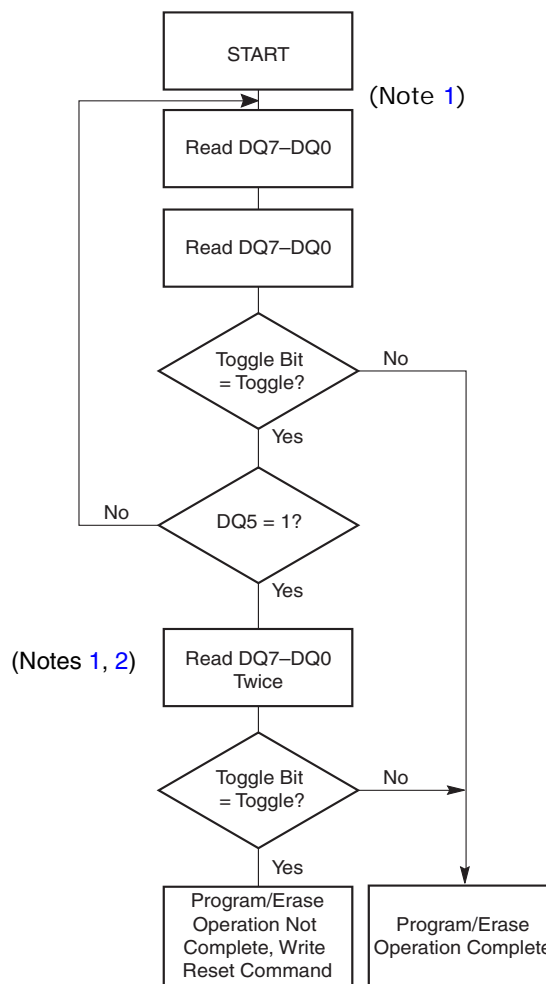 START
(Note 1)
Read DQ7–DQ0
Read DQ7–DQ0
Toggle Bit
= Toggle?
No
Yes
No
DQ5 = 1?
Yes
(Notes 1, 2)
Read DQ7–DQ0
Twice
Toggle Bit
= Toggle?
No
Yes
Program/Erase
Operation Not
Complete, Write
Reset Command
Program/Erase
Operation Complete